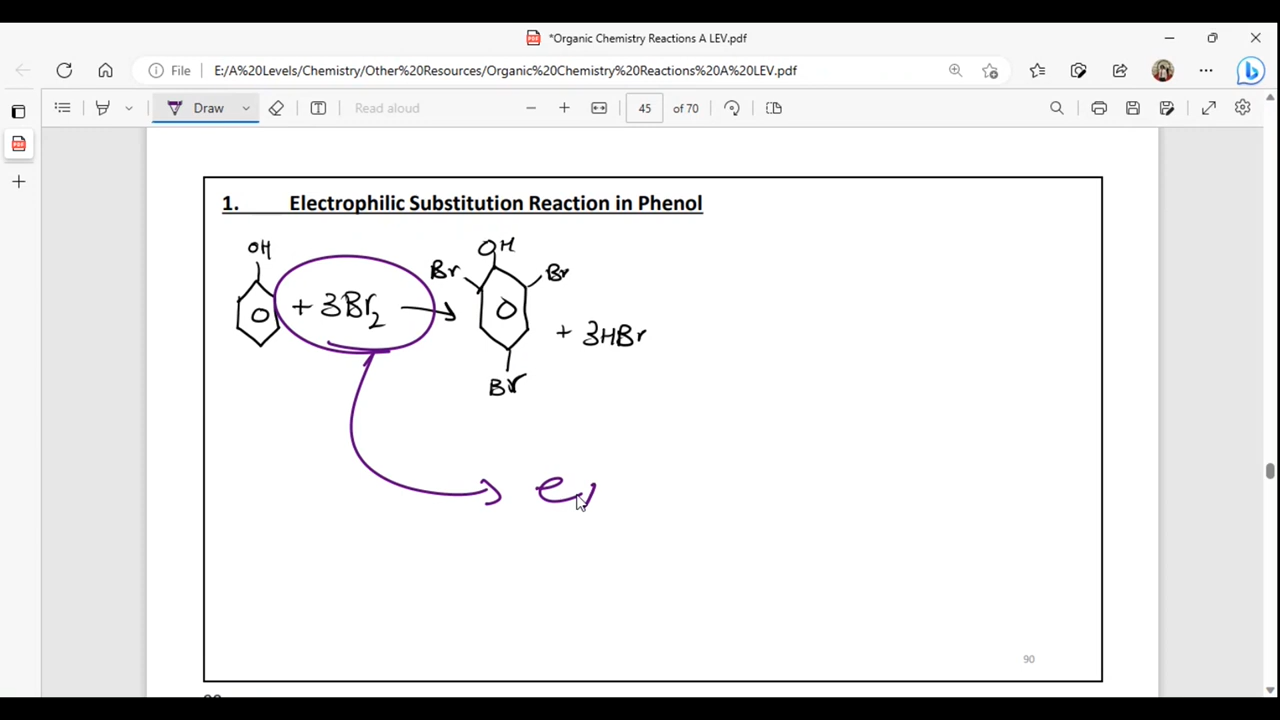 *Organic Chemistry Reactions A LEV.pdf
File E:/A%20Levels/Chemistry/Other%20Resources/Organic%20Chemistry%20Reactions%20A%20LEV.pdf
Draw Read aloud 45 of 70
1. Electrophilic Substitution Reaction in Phenol
OH OH
Br Br
+ 3Br2 → + 3HBr
Br
90